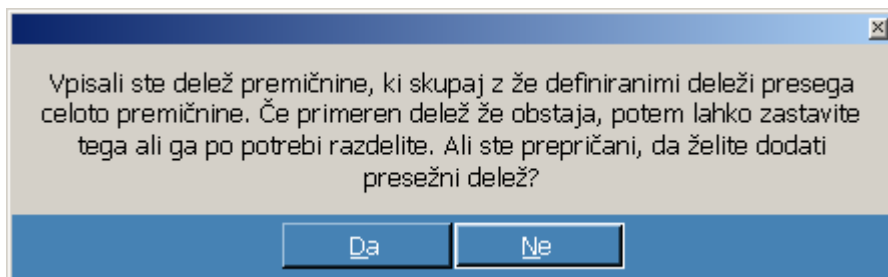 Vpisali ste delež premičnine, ki skupaj z že definiranimi deleži presega
celoto premičnine. Če primeren delež že obstaja, potem lahko zastavite
tega ali ga po potrebi razdelite. Ali ste prepričani, da želite dodati
presežni delež?
Da Ne